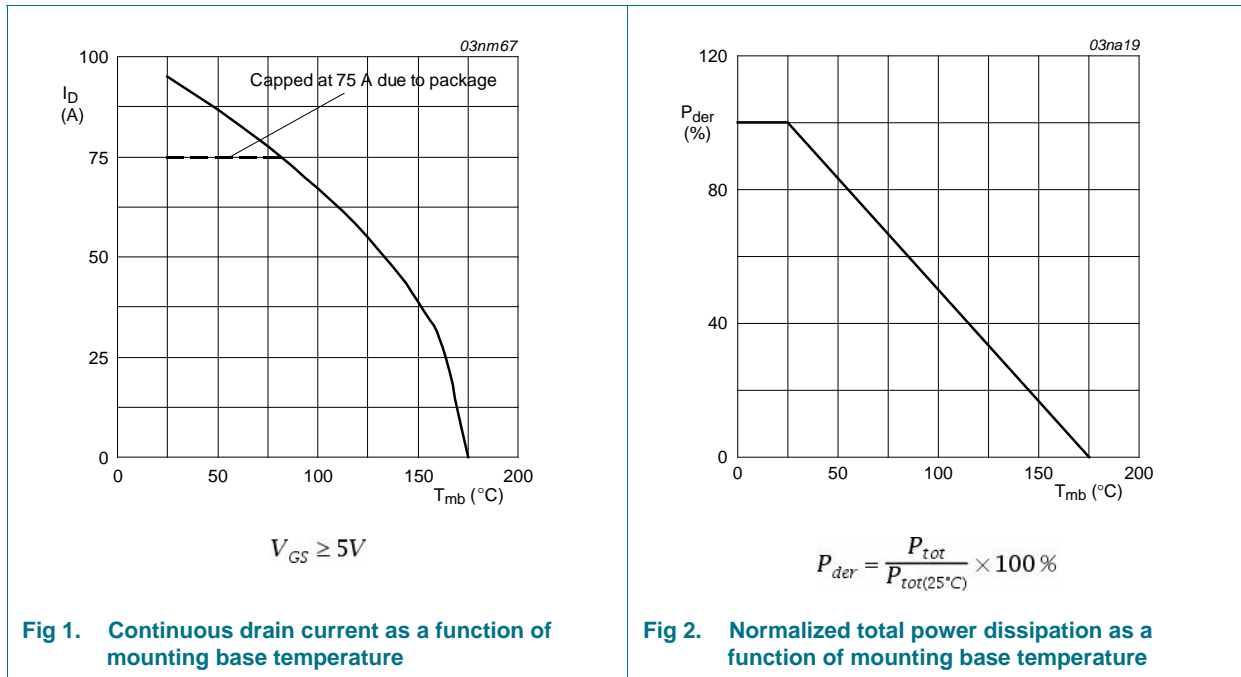 03nm67
100
I_D
(A)
Capped at 75 A due to package
75
50
25
0
0 50 100 150 200
T_mb (°C)
V_GS ≥ 5V
Fig 1. Continuous drain current as a function of
mounting base temperature
03na19
120
P_der
(%)
80
40
0
0 50 100 150 200
T_mb (°C)
P_der = P_tot / P_tot(25°C) × 100 %
Fig 2. Normalized total power dissipation as a
function of mounting base temperature